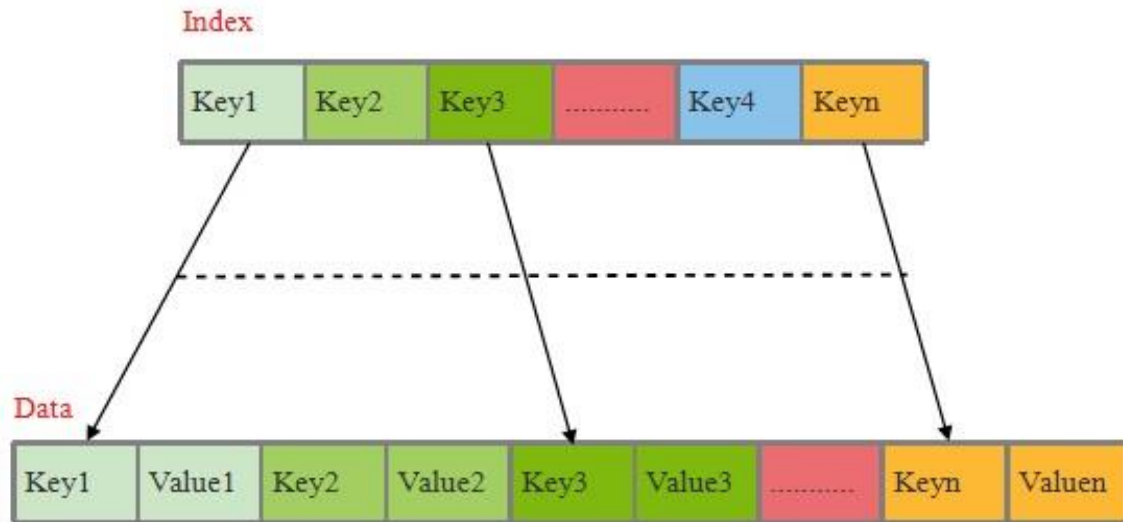 Index
Key1 Key2 Key3 ........... Key4 Keyn
Data
Key1 Value1 Key2 Value2 Key3 Value3 ........... Keyn Valuen